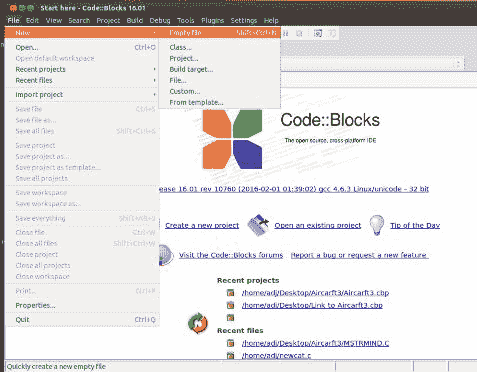 Start here - Code::Blocks 16.01
File Edit View Search Project Build Debug Tools Plugins Settings Help
New
Empty file Shift+Ctrl+N
Class...
Project...
Build target...
File...
Custom...
From template...
Open... Ctrl+O
Open default workspace
Recent projects
Recent files
Import project
Save file Ctrl+S
Save file as...
Save all files Shift+Ctrl+S
Save project
Save project as...
Save project as template...
Save all projects
Save workspace
Save workspace as...
Save everything
Close file Ctrl+W
Close all files Shift+Ctrl+W
Close project
Close all projects
Close workspace
Print... Ctrl+P
Properties...
Quit Ctrl+Q
Code::Blocks
The open source, cross-platform IDE
ease 16.01 rev 10760 (2016-02-01 01:39:02) gcc 4.6.3 Linux/unicode - 32 bit
Create a new project Open an existing project Tip of the Day
Visit the Code::Blocks forums Report a bug or request a new feature
Recent projects
/home/adj/Desktop/Aircarft3/Aircarft3.cbp
/home/adj/Desktop/Link to Aircarft3.cbp
Recent files
/home/adj/Desktop/Aircarft3/MSTRMIND.C
/home/adj/newcat.c
Quickly create a new empty file